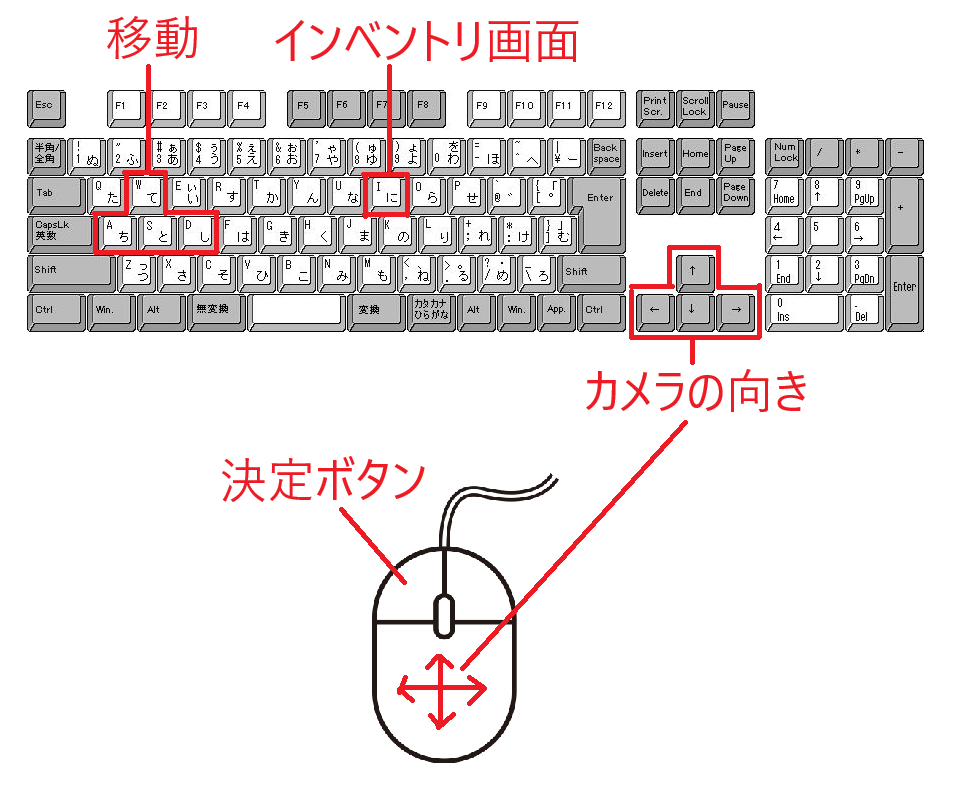 移動
インベントリ画面
Esc F1 F2 F3 F4 F5 F6 F7 F8 F9 F10 F11 F12 Print Scr. Scroll Lock Pause
半角/全角 ! 1 ぬ " 2 ふ # ぁ 3 あ $ ぅ 4 う % ぇ 5 え & ぉ 6 お ' ゃ 7 や ( ゅ 8 ゆ ) ょ 9 よ を 0 わ = - ほ ~ ^ へ | ¥ ー Back space Insert Home Page Up Num Lock / * -
Tab Q た W て E ぃ い R す T か Y ん U な I に O ら P せ @ ゛ { 「 [ ゜ Enter Delete End Page Down 7 Home 8 ↑ 9 PgUp +
CapsLk 英数 A ち S と D し F は G き H く J ま K の L り + ; れ * : け } 」 ] む 4 ← 5 6 →
Shift Z っ つ X さ C そ V ひ B こ N み M も < 、 , ね > 。 . る ? ・ / め \ ろ Shift ↑ 1 End 2 ↓ 3 PgDn Enter
Ctrl Win. Alt 無変換 変換 カタカナ ひらがな Alt Win. App. Ctrl ← ↓ → 0 Ins . Del
カメラの向き
決定ボタン